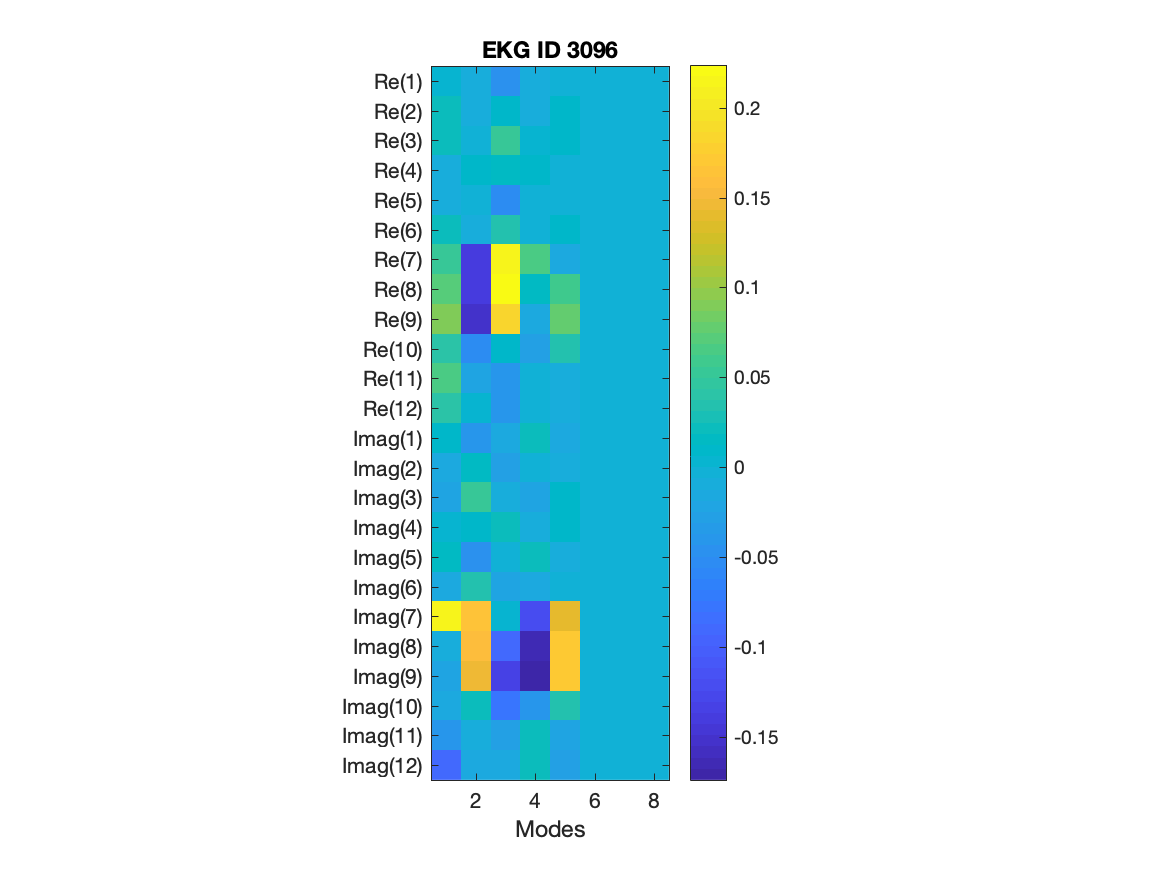 EKG ID 3096
Re(1)
Re(2)
Re(3)
Re(4)
Re(5)
Re(6)
Re(7)
Re(8)
Re(9)
Re(10)
Re(11)
Re(12)
Imag(1)
Imag(2)
Imag(3)
Imag(4)
Imag(5)
Imag(6)
Imag(7)
Imag(8)
Imag(9)
Imag(10)
Imag(11)
Imag(12)
2 4 6 8
Modes
0.2
0.15
0.1
0.05
0
-0.05
-0.1
-0.15